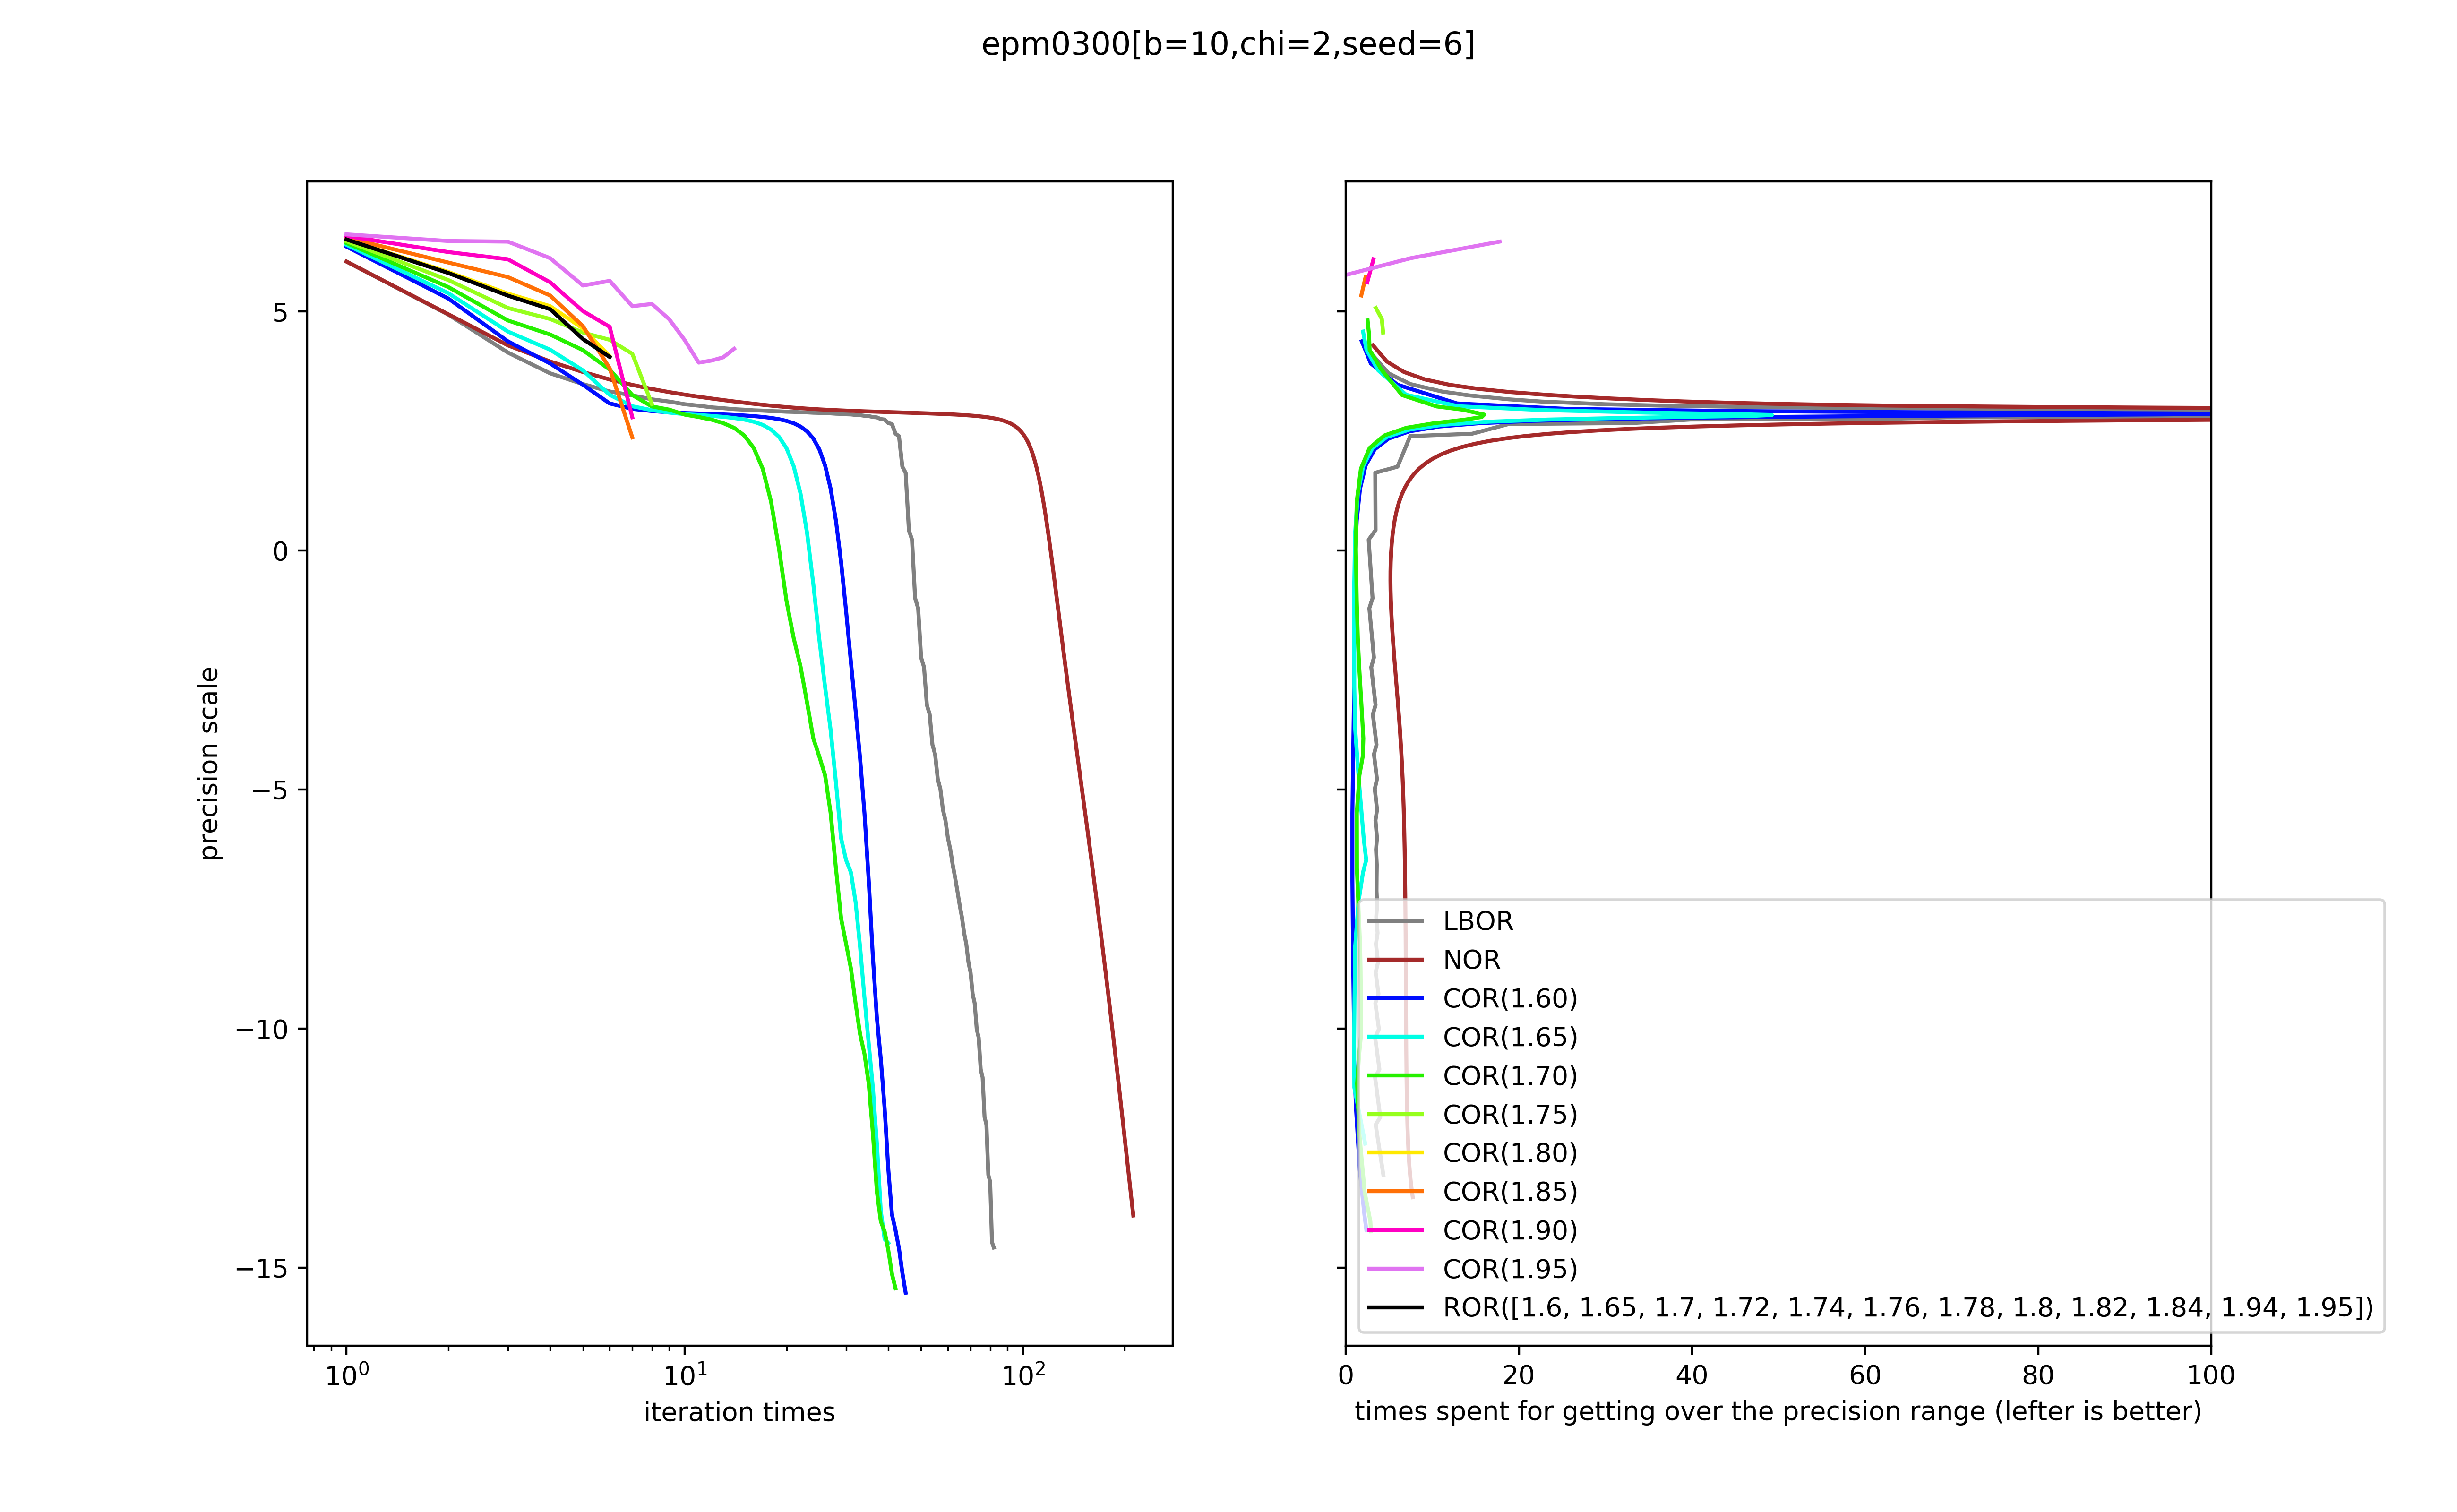 epm0300[b=10,chi=2,seed=6]
precision scale
5
0
−5
−10
−15
10⁰ 10¹ 10²
iteration times
LBOR
NOR
COR(1.60)
COR(1.65)
COR(1.70)
COR(1.75)
COR(1.80)
COR(1.85)
COR(1.90)
COR(1.95)
ROR([1.6, 1.65, 1.7, 1.72, 1.74, 1.76, 1.78, 1.8, 1.82, 1.84, 1.94, 1.95])
0 20 40 60 80 100
times spent for getting over the precision range (lefter is better)